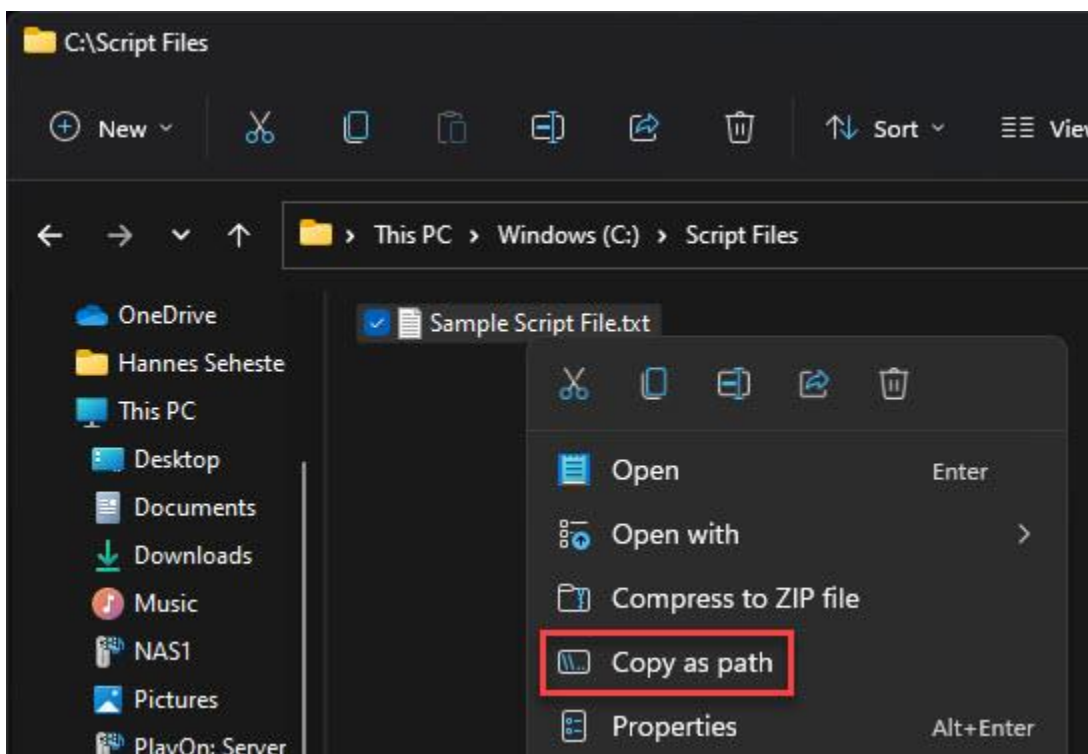 C:\Script Files
New
Sort
View
This PC > Windows (C:) > Script Files
OneDrive
Sample Script File.txt
Hannes Seheste
This PC
Desktop
Open Enter
Documents
Open with
Downloads
Compress to ZIP file
Music
NAS1
Copy as path
Pictures
Properties Alt+Enter
PlayOn: Server